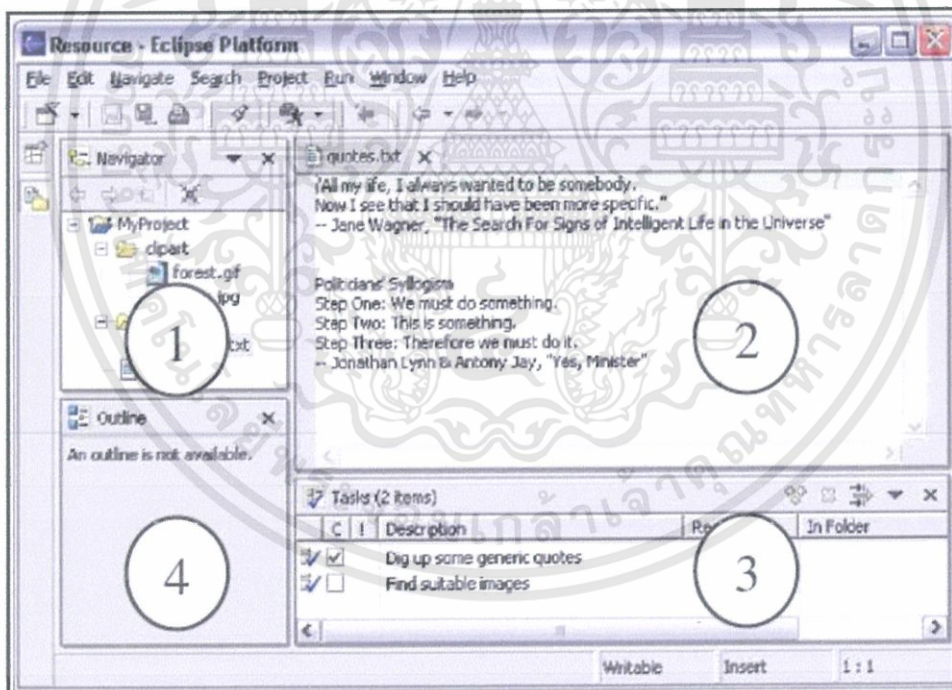 Resource - Eclipse Platform
File Edit Navigate Search Project Run Window Help
Navigator
MyProject
clipart
forest.gif
jpg
txt
1
quotes.txt
"All my life, I always wanted to be somebody.
Now I see that I should have been more specific."
-- Jane Wagner, "The Search For Signs of Intelligent Life in the Universe"
Politicians' Syllogism
Step One: We must do something.
Step Two: This is something.
Step Three: Therefore we must do it.
-- Jonathan Lynn & Antony Jay, "Yes, Minister"
2
Outline
An outline is not available.
4
Tasks (2 items)
C ! Description In Folder
Dig up some generic quotes
Find suitable images
3
Writable Insert 1 : 1